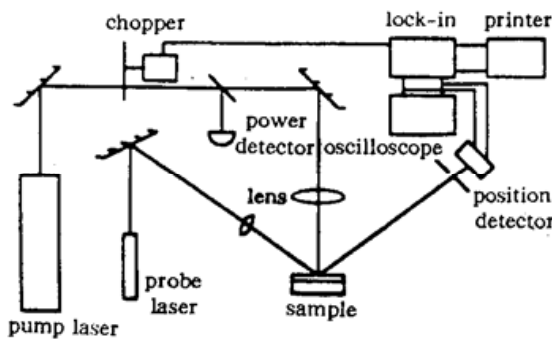 chopper
lock-in
printer
power
detector
oscilloscope
lens
position
detector
probe
laser
sample
pump laser